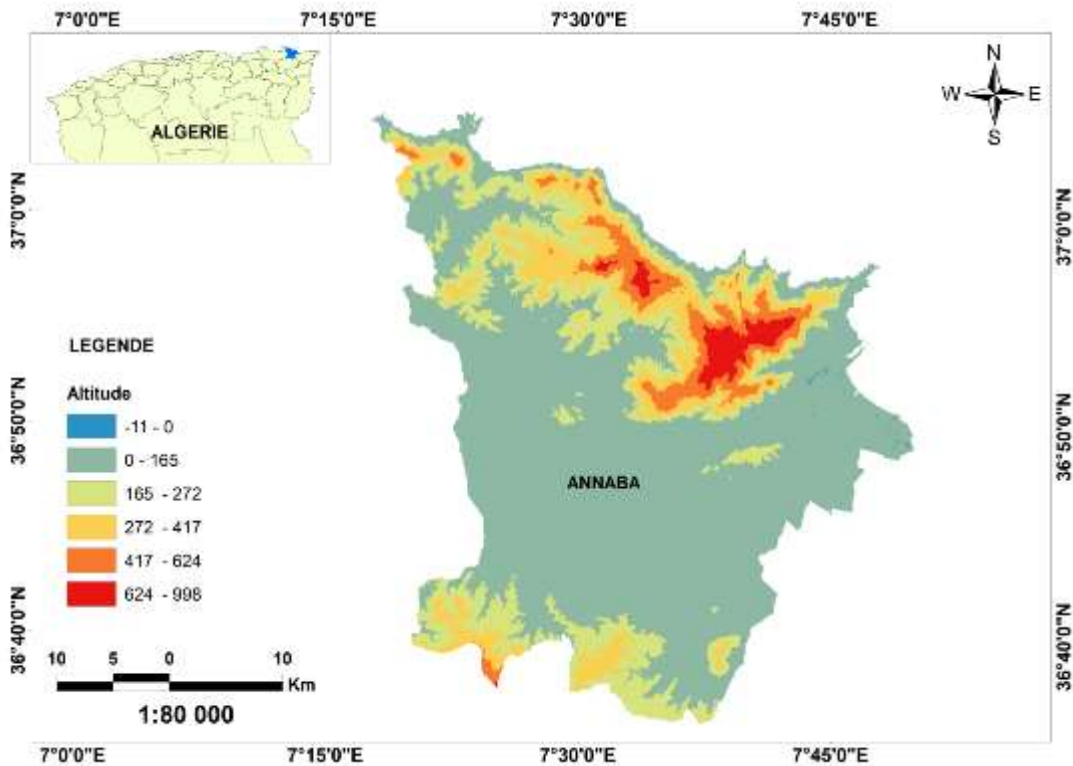 7°0'0"E 7°15'0"E 7°30'0"E 7°45'0"E
N
W E
S
ALGERIE
37°0'0"N
37°0'0"N
LEGENDE
Altitude
-11 - 0
0 - 165
165 - 272
272 - 417
417 - 624
624 - 998
36°50'0"N
36°50'0"N
ANNABA
36°40'0"N
36°40'0"N
10 5 0 10
Km
1:80 000
7°0'0"E 7°15'0"E 7°30'0"E 7°45'0"E